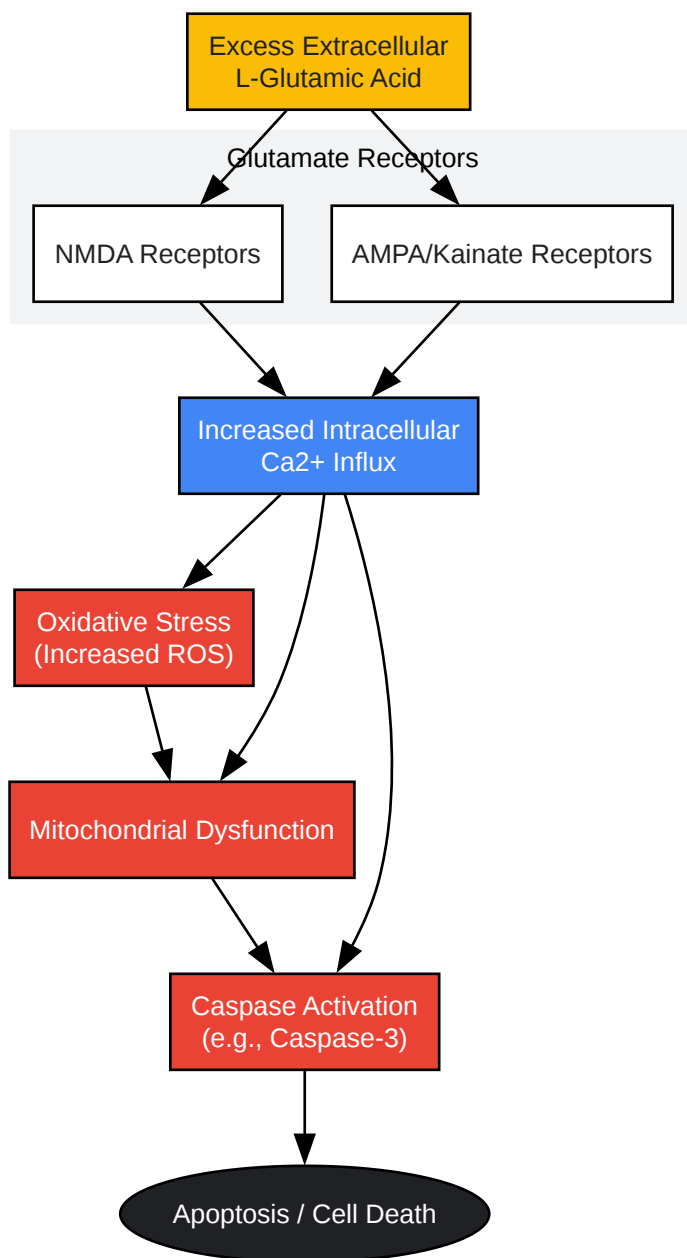 Excess Extracellular
L-Glutamic Acid
Glutamate Receptors
NMDA Receptors
AMPA/Kainate Receptors
Increased Intracellular
Ca2+ Influx
Oxidative Stress
(Increased ROS)
Mitochondrial Dysfunction
Caspase Activation
(e.g., Caspase-3)
Apoptosis / Cell Death